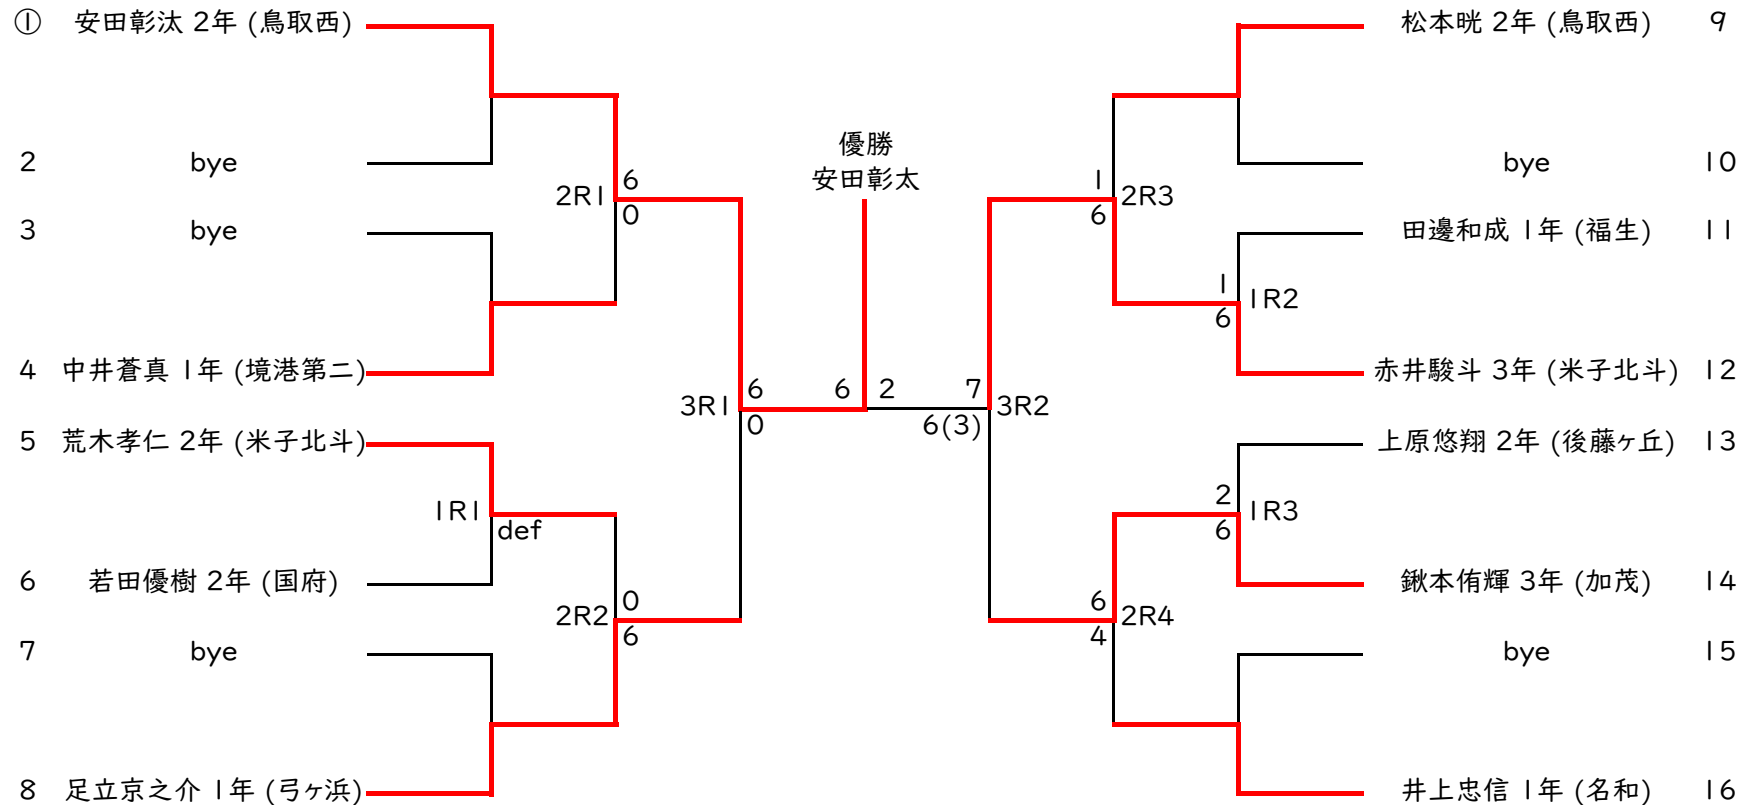 ① 安田彰汰 2年 (鳥取西)
2 bye
3 bye
4 中井蒼真 1年 (境港第二)
5 荒木孝仁 2年 (米子北斗)
6 若田優樹 2年 (国府)
7 bye
8 足立京之介 1年 (弓ヶ浜)
1R1
def
2R1
6
0
2R2
0
6
3R1
6
0
優勝
安田彰太
6 2
7
6(3)
3R2
1
6
2R3
6
4
2R4
1
6
1R2
2
6
1R3
松本晄 2年 (鳥取西) 9
bye 10
田邊和成 1年 (福生) 11
赤井駿斗 3年 (米子北斗) 12
上原悠翔 2年 (後藤ヶ丘) 13
鍬本侑輝 3年 (加茂) 14
bye 15
井上忠信 1年 (名和) 16